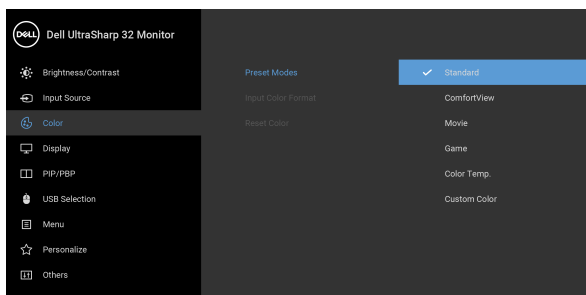 DELL Dell UltraSharp 32 Monitor
Brightness/Contrast
Input Source
Color
Display
PIP/PBP
USB Selection
Menu
Personalize
Others
Preset Modes
Input Color Format
Reset Color
Standard
ComfortView
Movie
Game
Color Temp.
Custom Color